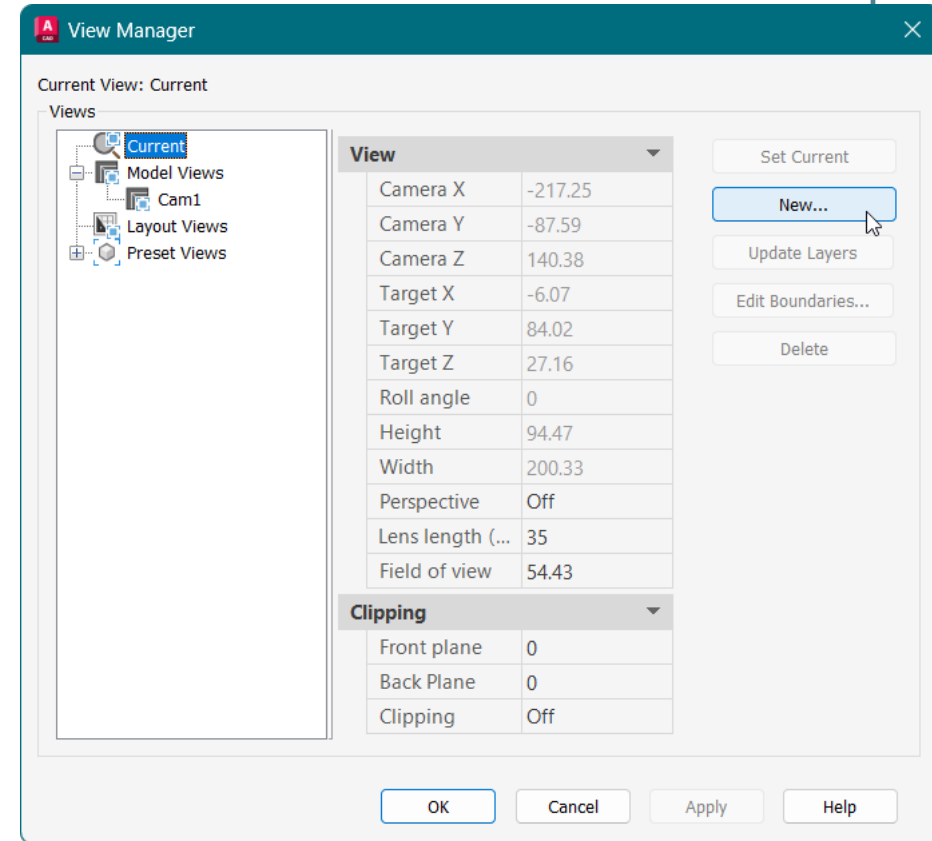 A
CAD
View Manager
Current View: Current
Views
Current
Model Views
Cam1
Layout Views
Preset Views
View
Camera X -217.25
Camera Y -87.59
Camera Z 140.38
Target X -6.07
Target Y 84.02
Target Z 27.16
Roll angle 0
Height 94.47
Width 200.33
Perspective Off
Lens length (... 35
Field of view 54.43
Clipping
Front plane 0
Back Plane 0
Clipping Off
Set Current
New...
Update Layers
Edit Boundaries...
Delete
OK Cancel Apply Help